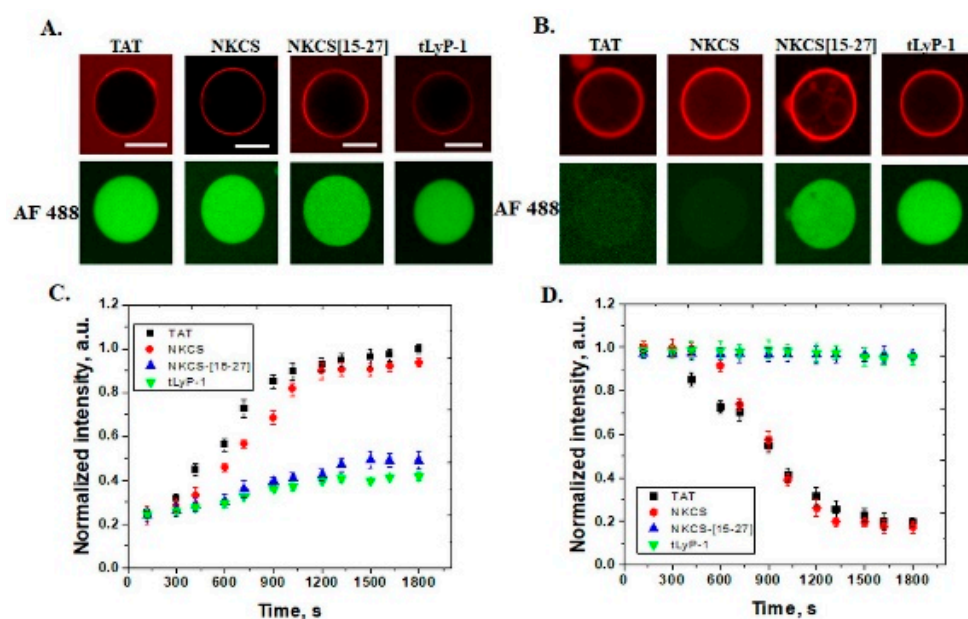 A.
TAT NKCS NKCS[15-27] tLyP-1
AF 488
B.
TAT NKCS NKCS[15-27] tLyP-1
AF 488
C.
Normalized intensity, a.u.
1.2
1.0
0.8
0.6
0.4
0.2
0.0
TAT
NKCS
NKCS-[15-27]
tLyP-1
0 300 600 900 1200 1500 1800
Time, s
D.
Normalized intensity, a.u.
1.2
1.0
0.8
0.6
0.4
0.2
0.0
TAT
NKCS
NKCS-[15-27]
tLyP-1
0 300 600 900 1200 1500 1800
Time, s